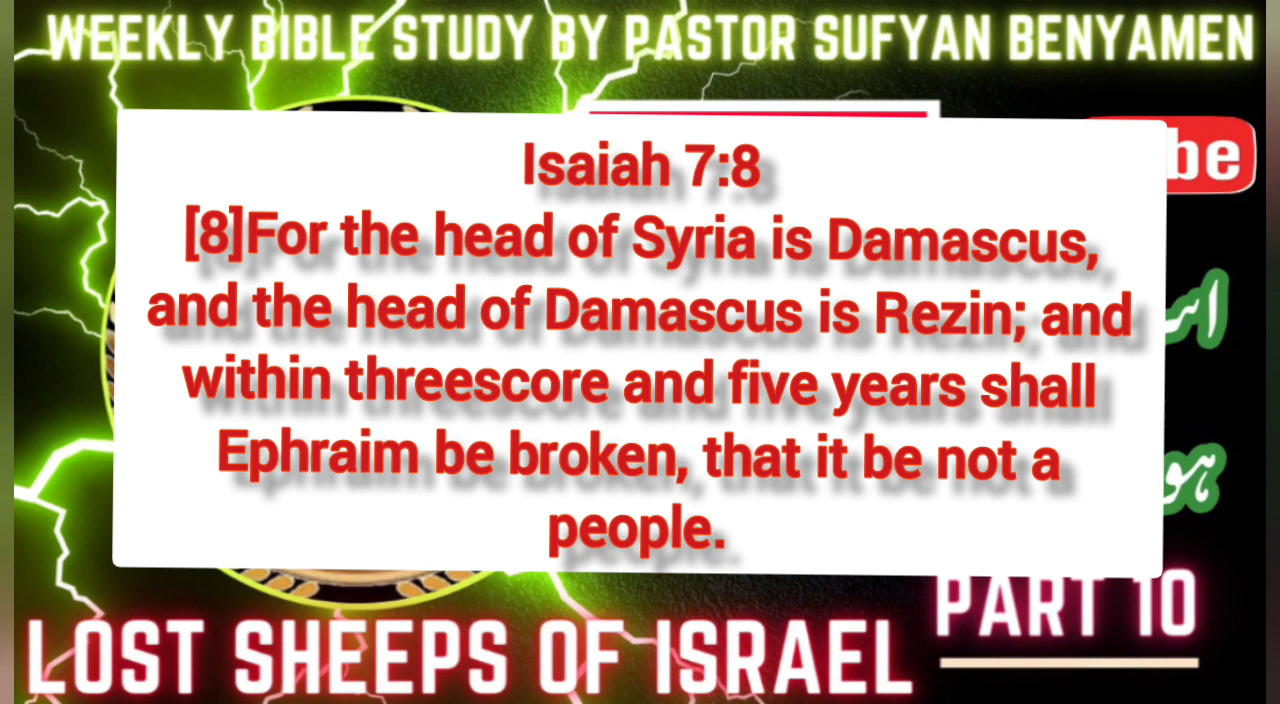 WEEKLY BIBLE STUDY BY PASTOR SUFYAN BENYAMEN
be
Isaiah 7:8
[8]For the head of Syria is Damascus,
and the head of Damascus is Rezin; and
within threescore and five years shall
Ephraim be broken, that it be not a
people.
PART 10
LOST SHEEPS OF ISRAEL